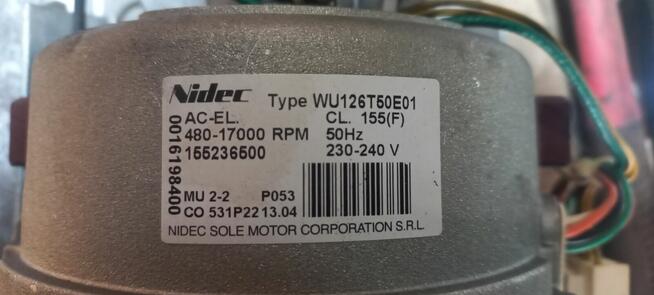 Nidec Type WU126T50E01
AC-EL. CL. 155(F)
480-17000 RPM 50Hz
155236500 230-240 V
MU 2-2 P053
CO 531P22 13.04
NIDEC SOLE MOTOR CORPORATION S.R.L.
0016198400